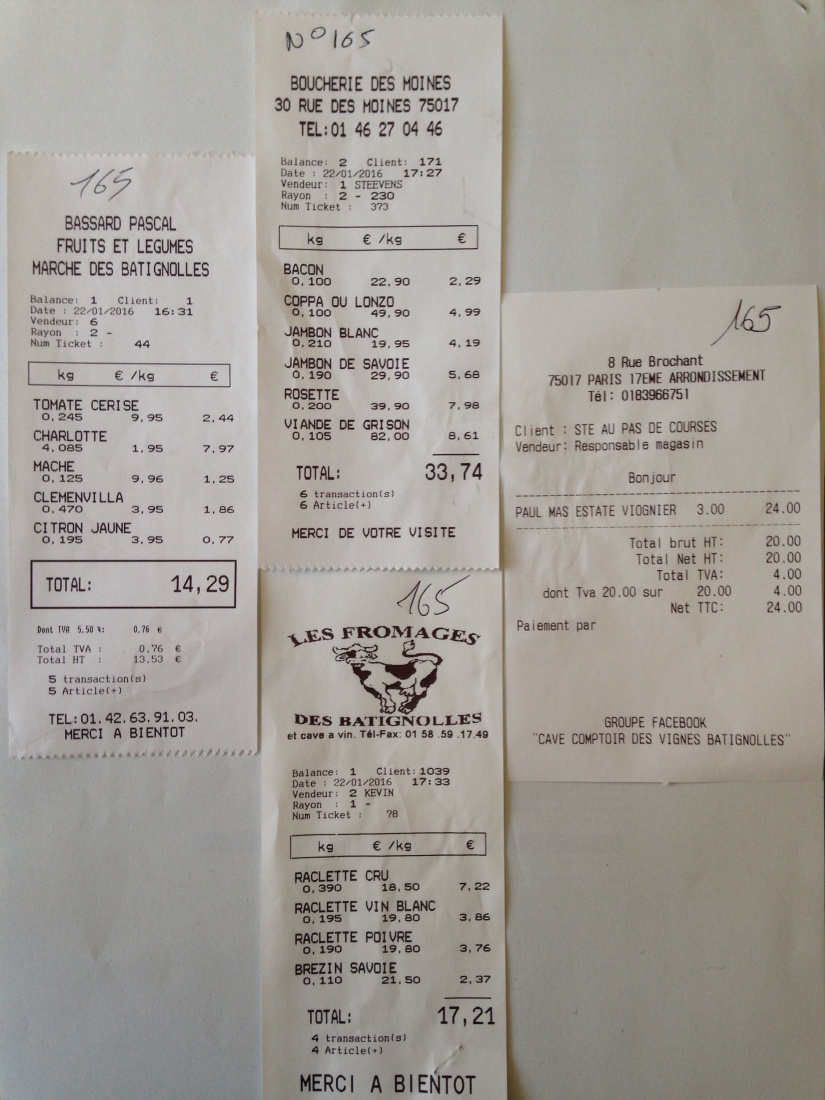 165
BASSARD PASCAL
FRUITS ET LEGUMES
MARCHE DES BATIGNOLLES
Balance: 1 Client: 1
Date : 22/01/2016 16:31
Vendeur: 6
Rayon : 2 -
Num Ticket : 44
kg € /kg €
TOMATE CERISE
0,245 9,95 2,44
CHARLOTTE
4,085 1,95 7,97
MACHE
0,125 9,96 1,25
CLEMENVILLA
0,470 3,95 1,86
CITRON JAUNE
0,195 3,95 0,77
TOTAL: 14,29
Dont TVA 5,50 %: 0,76 €
Total TVA : 0,76 €
Total HT : 13,53 €
5 transaction(s)
5 Article(+)
TEL:01.42.63.91.03.
MERCI A BIENTOT
N° 165
BOUCHERIE DES MOINES
30 RUE DES MOINES 75017
TEL:01 46 27 04 46
Balance: 2 Client: 171
Date : 22/01/2016 17:27
Vendeur: 1 STEEVENS
Rayon : 2 - 230
Num Ticket : 373
kg € /kg €
BACON
0,100 22,90 2,29
COPPA OU LONZO
0,100 49,90 4,99
JAMBON BLANC
0,210 19,95 4,19
JAMBON DE SAVOIE
0,190 29,90 5,68
ROSETTE
0,200 39,90 7,98
VIANDE DE GRISON
0,105 82,00 8,61
TOTAL: 33,74
6 transaction(s)
6 Article(+)
MERCI DE VOTRE VISITE
165
LES FROMAGES
DES BATIGNOLLES
et cave a vin. Tél-Fax: 01 58 .59 .17.49
Balance: 1 Client:1039
Date : 22/01/2016 17:33
Vendeur: 2 KEVIN
Rayon : 1 -
Num Ticket : 78
kg € /kg €
RACLETTE CRU
0,390 18,50 7,22
RACLETTE VIN BLANC
0,195 19,80 3,86
RACLETTE POIVRE
0,190 19,80 3,76
BREZIN SAVOIE
0,110 21,50 2,37
TOTAL: 17,21
4 transaction(s)
4 Article(+)
MERCI A BIENTOT
165
8 Rue Brochant
75017 PARIS 17EME ARRONDISSEMENT
Tél: 0183966751
Client : STE AU PAS DE COURSES
Vendeur: Responsable magasin
Bonjour
PAUL MAS ESTATE VIOGNIER 3.00 24.00
Total brut HT: 20.00
Total Net HT: 20.00
Total TVA: 4.00
dont Tva 20.00 sur 20.00 4.00
Net TTC: 24.00
Paiement par
GROUPE FACEBOOK
"CAVE COMPTOIR DES VIGNES BATIGNOLLES"